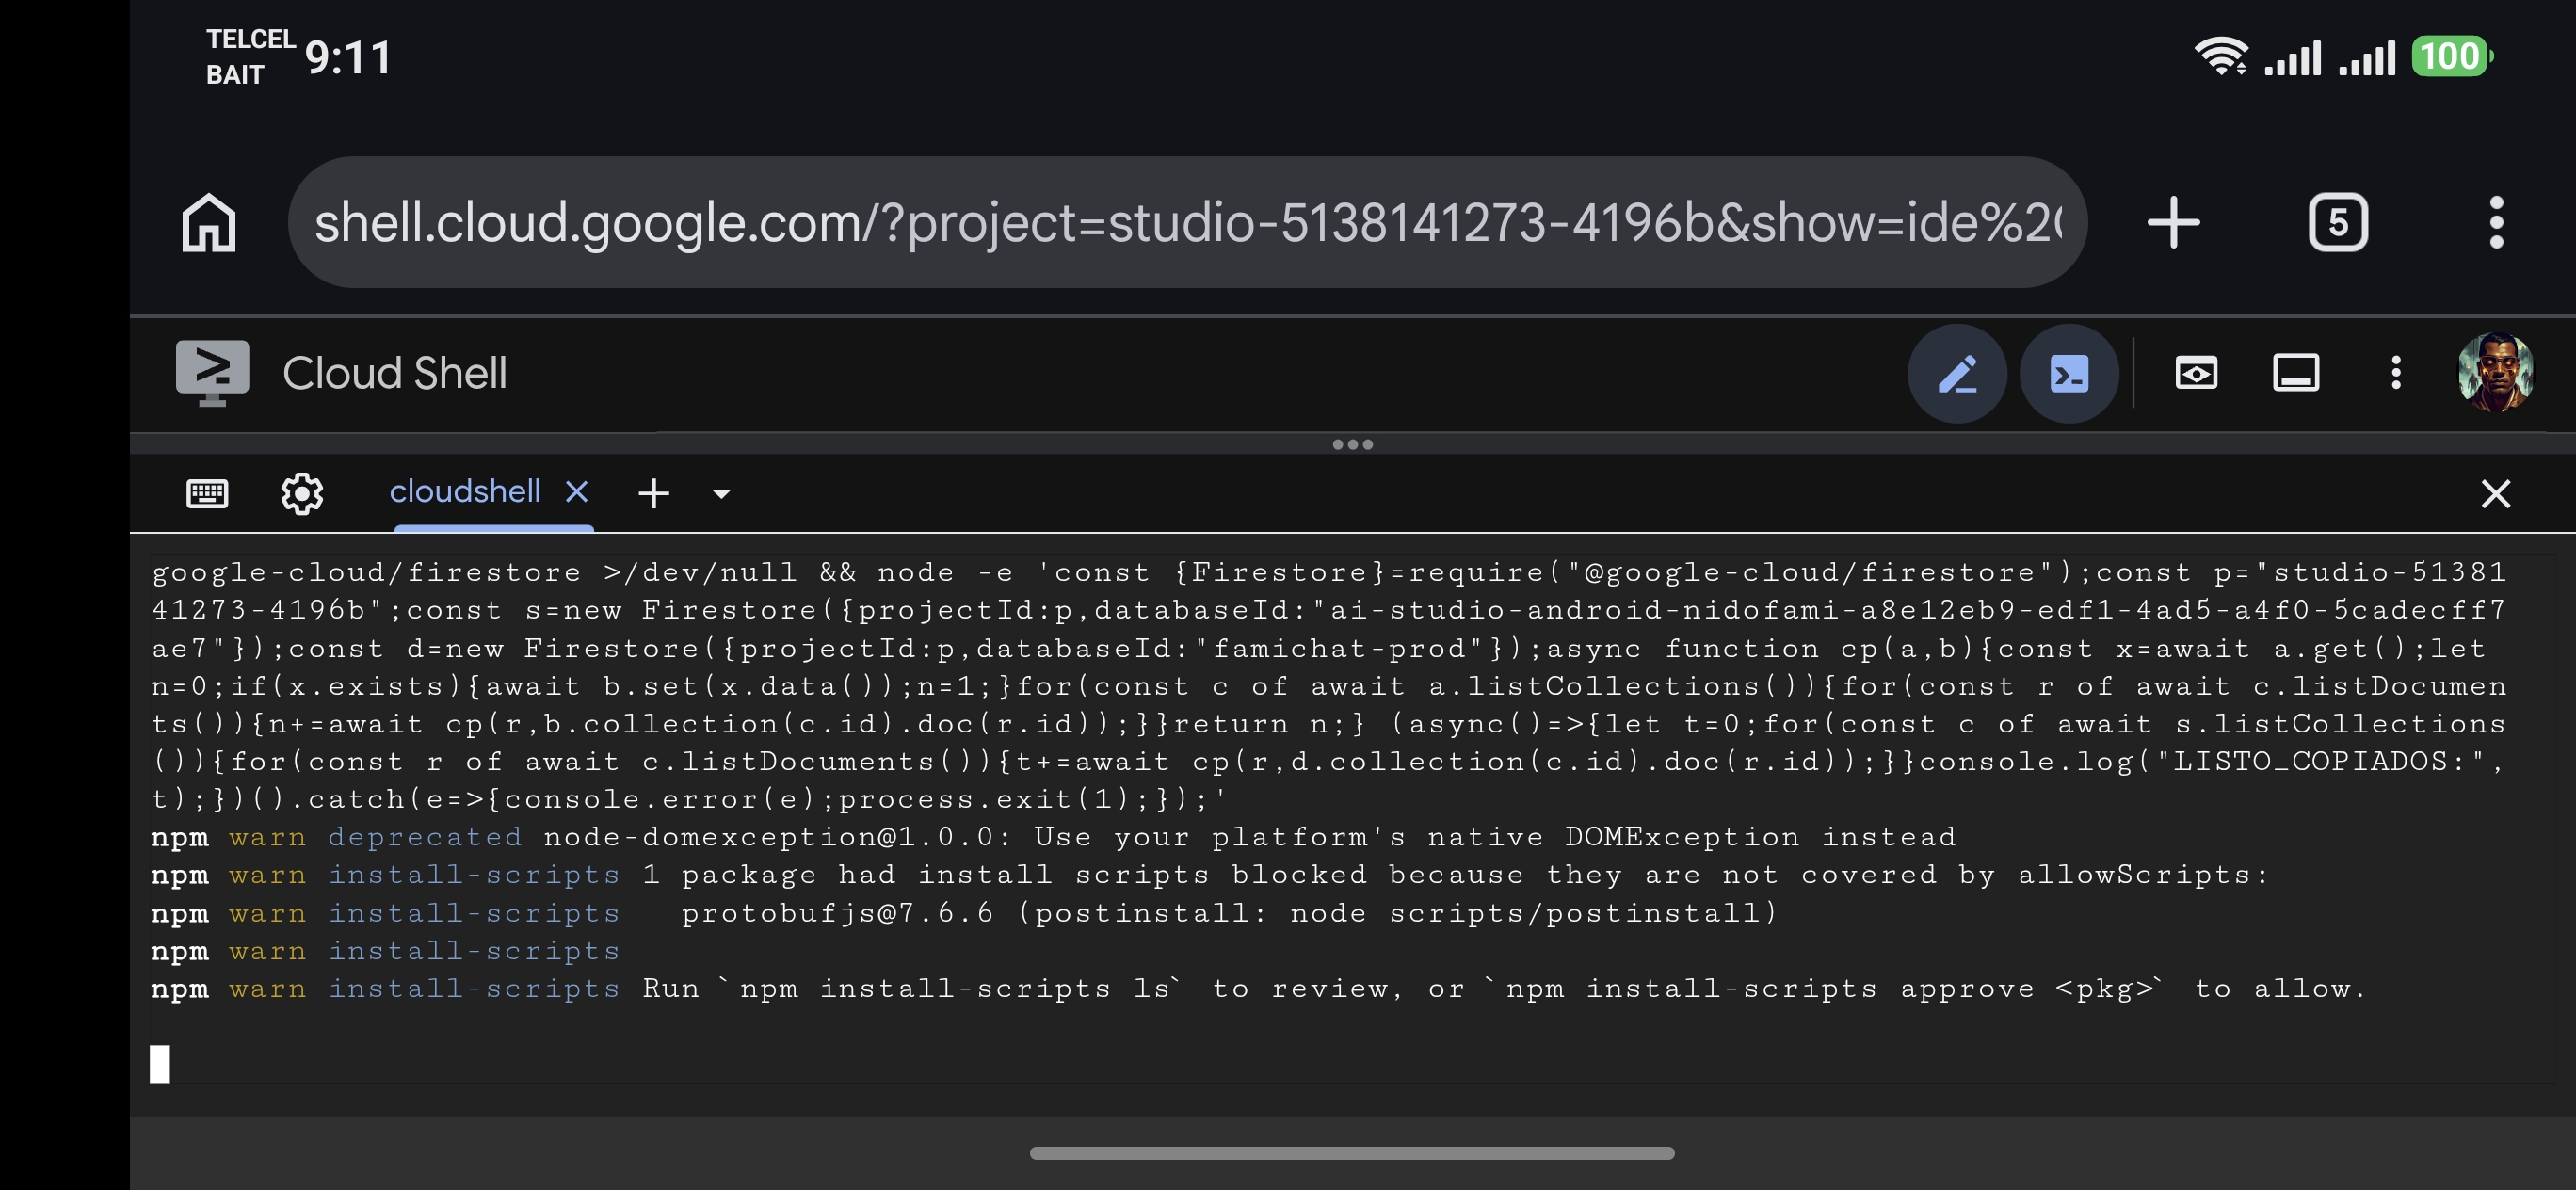 TELCEL
BAIT
9:11
100
shell.cloud.google.com/?project=studio-5138141273-4196b&show=ide%2
5
Cloud Shell
cloudshell
google-cloud/firestore >/dev/null && node -e 'const {Firestore}=require("@google-cloud/firestore");const p="studio-51381
41273-4196b";const s=new Firestore({projectId:p,databaseId:"ai-studio-android-nidofami-a8e12eb9-edf1-4ad5-a4f0-5cadecff7
ae7"});const d=new Firestore({projectId:p,databaseId:"famichat-prod"});async function cp(a,b){const x=await a.get();let
n=0;if(x.exists){await b.set(x.data());n=1;}for(const c of await a.listCollections()){for(const r of await c.listDocumen
ts()){n+=await cp(r,b.collection(c.id).doc(r.id));}}return n;} (async()=>{let t=0;for(const c of await s.listCollections
()){for(const r of await c.listDocuments()){t+=await cp(r,d.collection(c.id).doc(r.id));}}console.log("LISTO_COPIADOS:",
t);})().catch(e=>{console.error(e);process.exit(1);});'
npm warn deprecated node-domexception@1.0.0: Use your platform's native DOMException instead
npm warn install-scripts 1 package had install scripts blocked because they are not covered by allowScripts:
npm warn install-scripts   protobufjs@7.6.6 (postinstall: node scripts/postinstall)
npm warn install-scripts
npm warn install-scripts Run `npm install-scripts ls` to review, or `npm install-scripts approve <pkg>` to allow.